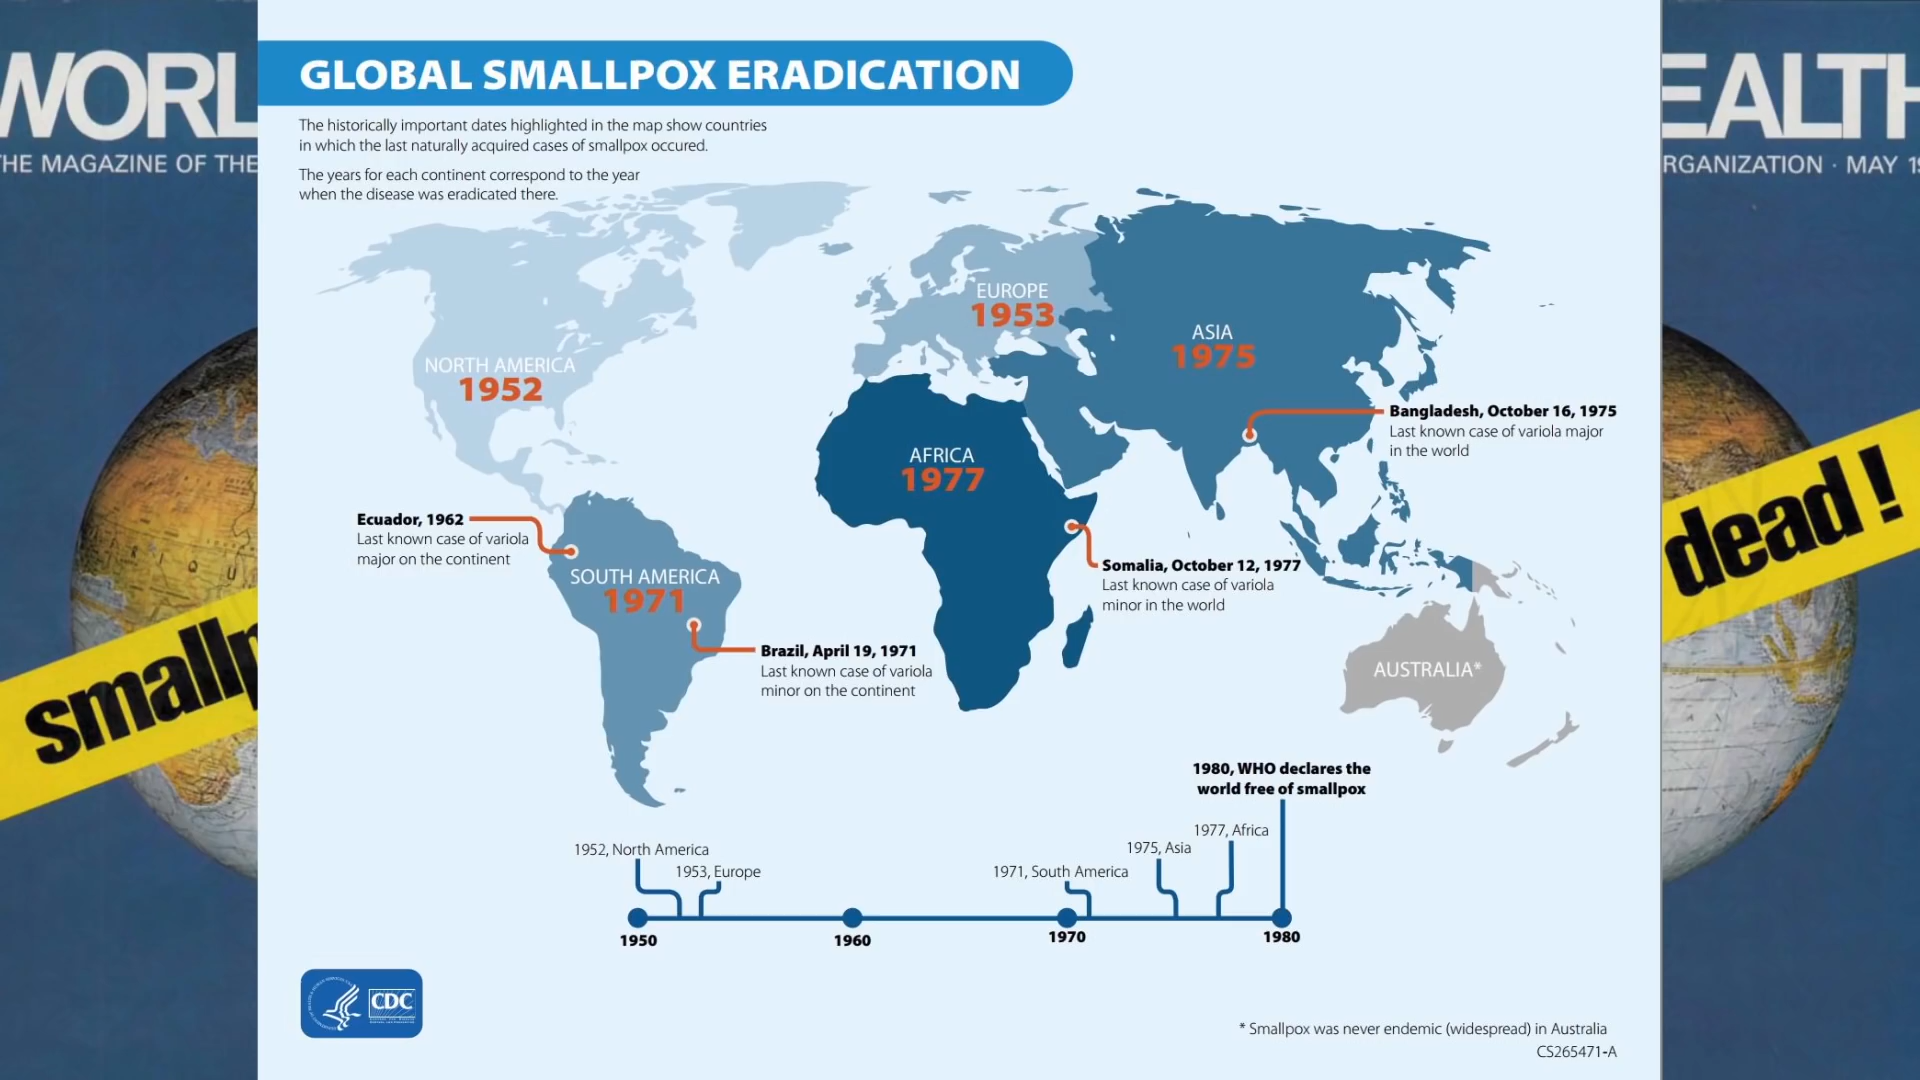 WORL
THE MAGAZINE OF THE
EALTH
RGANIZATION · MAY 19
GLOBAL SMALLPOX ERADICATION
The historically important dates highlighted in the map show countries
in which the last naturally acquired cases of smallpox occured.
The years for each continent correspond to the year
when the disease was eradicated there.
EUROPE
1953
ASIA
1975
NORTH AMERICA
1952
Bangladesh, October 16, 1975
Last known case of variola major
in the world
AFRICA
1977
Ecuador, 1962
Last known case of variola
major on the continent
SOUTH AMERICA
1971
Somalia, October 12, 1977
Last known case of variola
minor in the world
Brazil, April 19, 1971
Last known case of variola
minor on the continent
AUSTRALIA*
smallp
dead!
1980, WHO declares the
world free of smallpox
1952, North America
1953, Europe
1971, South America
1975, Asia
1977, Africa
1950
1960
1970
1980
CDC
* Smallpox was never endemic (widespread) in Australia
CS265471-A